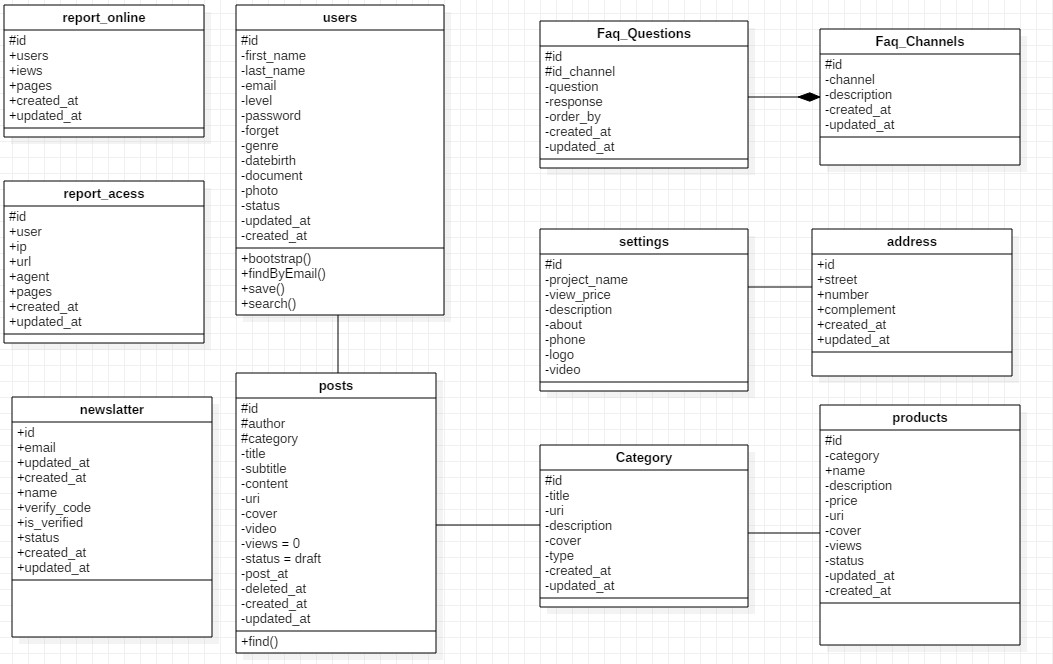 report_online
#id
+users
+iews
+pages
+created_at
+updated_at
report_acess
#id
+user
+ip
+url
+agent
+pages
+created_at
+updated_at
newslatter
+id
+email
+updated_at
+created_at
+name
+verify_code
+is_verified
+status
+created_at
+updated_at
users
#id
-first_name
-last_name
-email
-level
-password
-forget
-genre
-datebirth
-document
-photo
-status
-updated_at
-created_at
+bootstrap()
+findByEmail()
+save()
+search()
posts
#id
#author
#category
-title
-subtitle
-content
-uri
-cover
-video
-views = 0
-status = draft
-post_at
-deleted_at
-created_at
-updated_at
+find()
Faq_Questions
#id
#id_channel
-question
-response
-order_by
-created_at
-updated_at
Faq_Channels
#id
-channel
-description
-created_at
-updated_at
settings
#id
-project_name
-view_price
-description
-about
-phone
-logo
-video
address
+id
+street
+number
+complement
+created_at
+updated_at
Category
#id
-title
-uri
-description
-cover
-type
-created_at
-updated_at
products
#id
-category
+name
-description
-price
-uri
-cover
-views
-status
-updated_at
-created_at